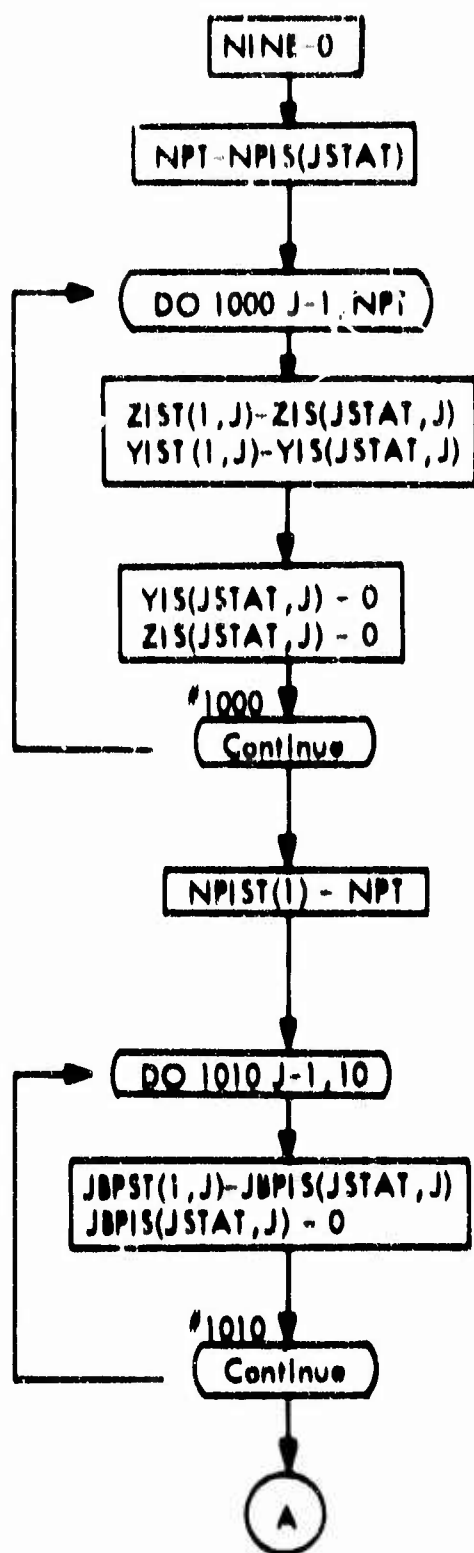 NINE-0
NPT-NPIS(JSTAT)
DO 1000 J-1, NPT
ZIST(1,J)-ZIS(JSTAT,J)
YIST(1,J)-YIS(JSTAT,J)
YIS(JSTAT,J) - 0
ZIS(JSTAT,J) - 0
#1000
Continue
NPIST(1) - NPT
DO 1010 J-1,10
JBPST(1,J)-JBPIS(JSTAT,J)
JBPIS(JSTAT,J) - 0
#1010
Continue
A